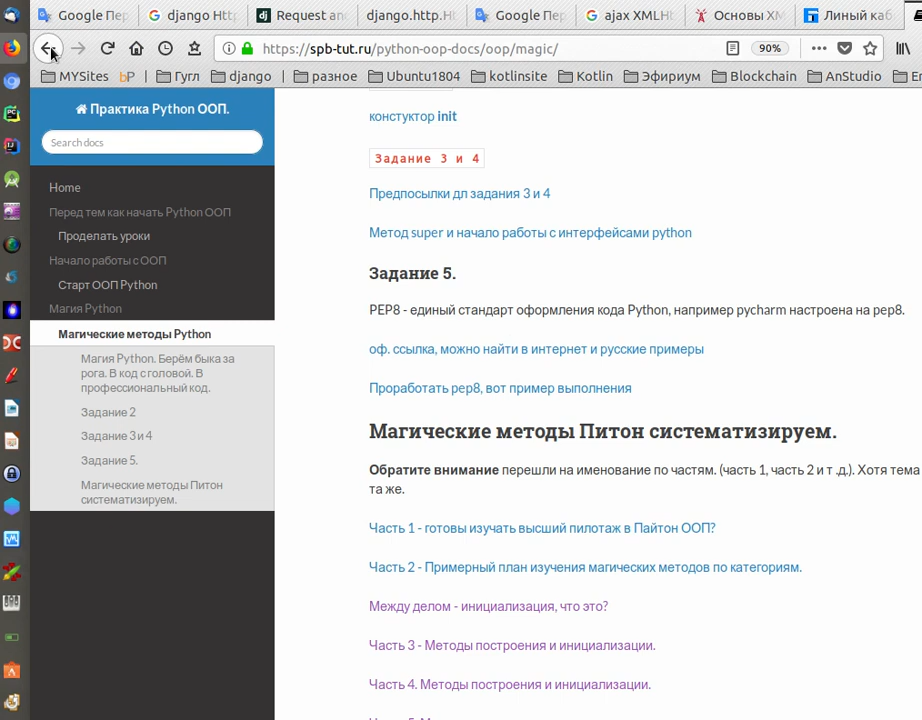 Google Пер
django Htt
Request and
django.http.Ht
Google Пер
ajax XMLHt
Основы XM
Линый каб
https://spb-tut.ru/python-oop-docs/oop/magic/
90%
MYSites
bP
Гугл
django
разное
Ubuntu1804
kotlinsite
Kotlin
Эфириум
Blockchain
AnStudio
Практика Python ООП.
Search docs
Home
Перед тем как начать Python ООП
Проделать уроки
Начало работы с ООП
Старт ООП Python
Магия Python
Магические методы Python
Магия Python. Берём быка за
рога. В код с головой. В
профессиональный код.
Задание 2
Задание 3 и 4
Задание 5.
Магические методы Питон
систематизируем.
констуктор init
Задание 3 и 4
Предпосылки дл задания 3 и 4
Метод super и начало работы с интерфейсами python
Задание 5.
PEP8 - единый стандарт оформления кода Python, например pycharm настроена на pep8.
оф. ссылка, можно найти в интернет и русские примеры
Проработать pep8, вот пример выполнения
Магические методы Питон систематизируем.
Обратите внимание перешли на именование по частям. (часть 1, часть 2 и т .д.). Хотя тема
та же.
Часть 1 - готовы изучать высший пилотаж в Пайтон ООП?
Часть 2 - Примерный план изучения магических методов по категориям.
Между делом - инициализация, что это?
Часть 3 - Методы построения и инициализации.
Часть 4. Методы построения и инициализации.